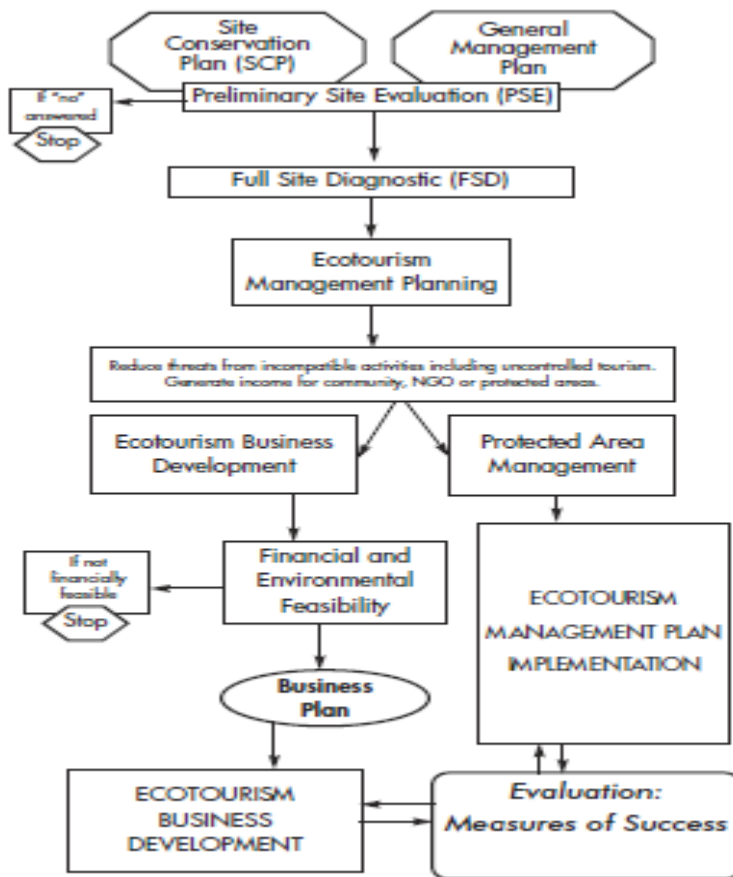 Site
Conservation
Plan (SCP)
General
Management
Plan
Preliminary Site Evaluation (PSE)
If "no"
answered
Stop
Full Site Diagnostic (FSD)
Ecotourism
Management Planning
Reduce threats from incompatible activities including uncontrolled tourism.
Generate income for community, NGO or protected areas.
Ecotourism Business
Development
Protected Area
Management
If not
financially
feasible
Stop
Financial and
Environmental
Feasibility
ECOTOURISM
MANAGEMENT PLAN
IMPLEMENTATION
Business
Plan
ECOTOURISM
BUSINESS
DEVELOPMENT
Evaluation:
Measures of Success